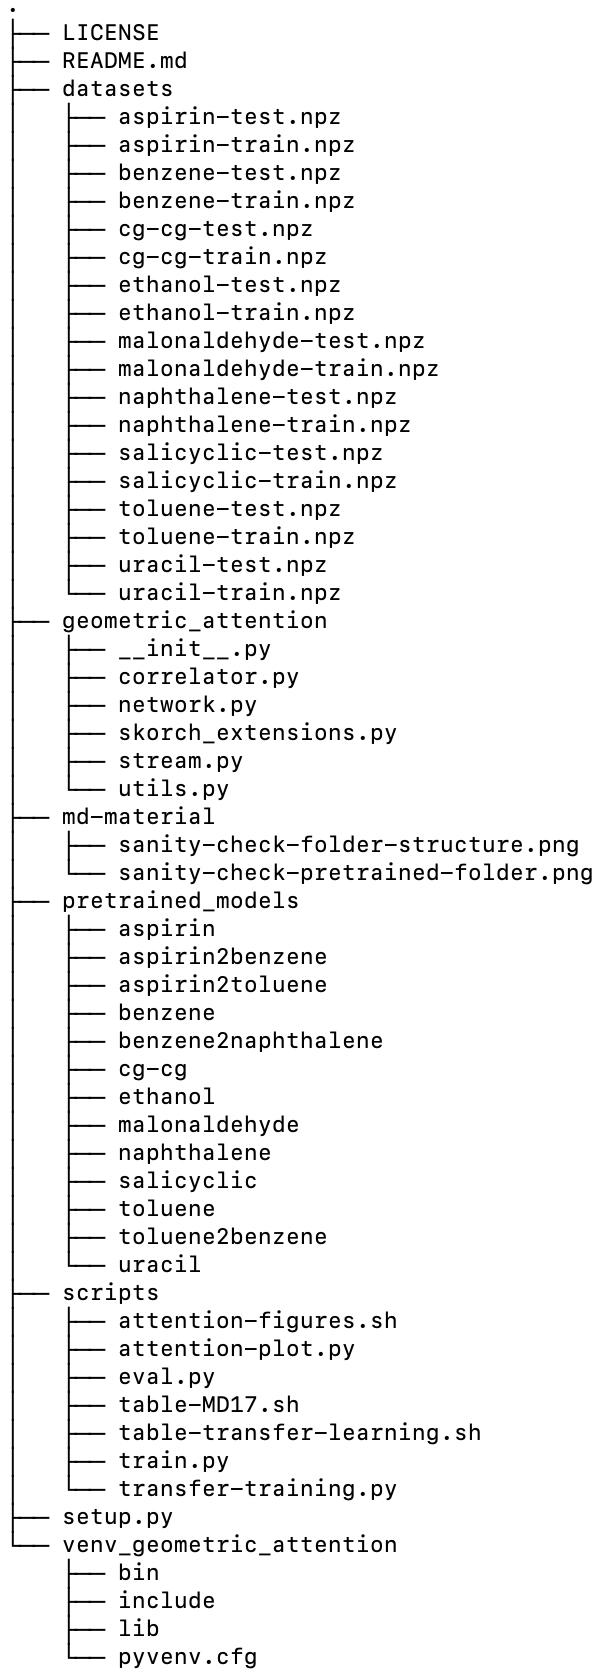 .
├── LICENSE
├── README.md
├── datasets
│   ├── aspirin-test.npz
│   ├── aspirin-train.npz
│   ├── benzene-test.npz
│   ├── benzene-train.npz
│   ├── cg-cg-test.npz
│   ├── cg-cg-train.npz
│   ├── ethanol-test.npz
│   ├── ethanol-train.npz
│   ├── malonaldehyde-test.npz
│   ├── malonaldehyde-train.npz
│   ├── naphthalene-test.npz
│   ├── naphthalene-train.npz
│   ├── salicyclic-test.npz
│   ├── salicyclic-train.npz
│   ├── toluene-test.npz
│   ├── toluene-train.npz
│   ├── uracil-test.npz
│   └── uracil-train.npz
├── geometric_attention
│   ├── __init__.py
│   ├── correlator.py
│   ├── network.py
│   ├── skorch_extensions.py
│   ├── stream.py
│   └── utils.py
├── md-material
│   ├── sanity-check-folder-structure.png
│   └── sanity-check-pretrained-folder.png
├── pretrained_models
│   ├── aspirin
│   ├── aspirin2benzene
│   ├── aspirin2toluene
│   ├── benzene
│   ├── benzene2naphthalene
│   ├── cg-cg
│   ├── ethanol
│   ├── malonaldehyde
│   ├── naphthalene
│   ├── salicyclic
│   ├── toluene
│   ├── toluene2benzene
│   └── uracil
├── scripts
│   ├── attention-figures.sh
│   ├── attention-plot.py
│   ├── eval.py
│   ├── table-MD17.sh
│   ├── table-transfer-learning.sh
│   ├── train.py
│   └── transfer-training.py
├── setup.py
└── venv_geometric_attention
    ├── bin
    ├── include
    ├── lib
    └── pyvenv.cfg